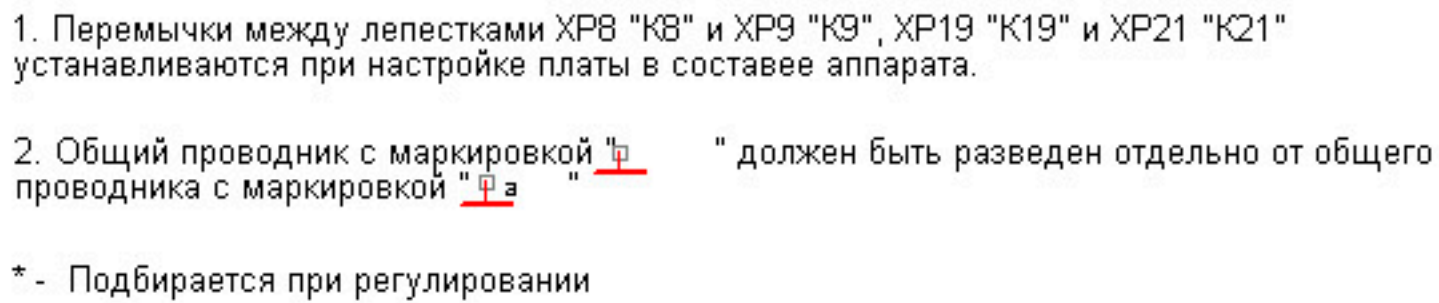 1. Перемычки между лепестками ХР8 "К8" и ХР9 "К9", ХР19 "К19" и ХР21 "К21"
устанавливаются при настройке платы в составее аппарата.
2. Общий проводник с маркировкой " " должен быть разведен отдельно от общего
проводника с маркировкой " а "
* - Подбирается при регулировании